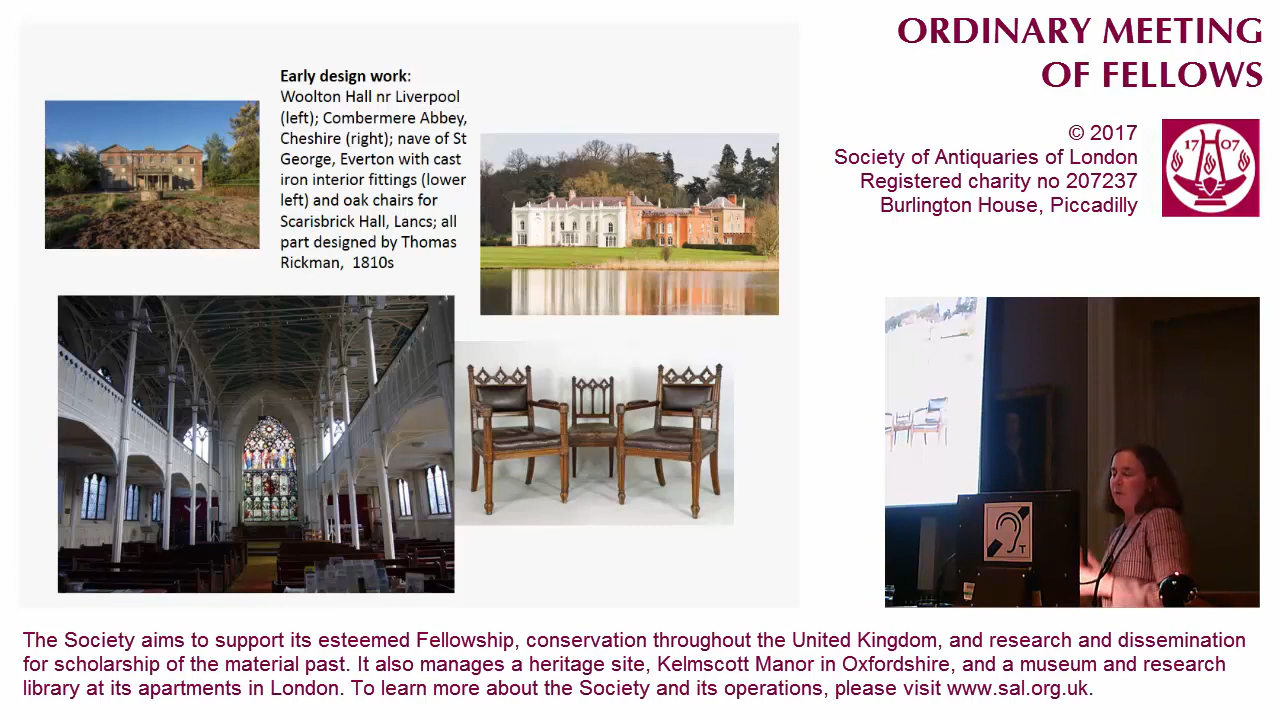 Early design work:
Woolton Hall nr Liverpool
(left); Combermere Abbey,
Cheshire (right); nave of St
George, Everton with cast
iron interior fittings (lower
left) and oak chairs for
Scarisbrick Hall, Lancs; all
part designed by Thomas
Rickman, 1810s
ORDINARY MEETING
OF FELLOWS
© 2017
Society of Antiquaries of London
Registered charity no 207237
Burlington House, Piccadilly
17 07
T
The Society aims to support its esteemed Fellowship, conservation throughout the United Kingdom, and research and dissemination
for scholarship of the material past. It also manages a heritage site, Kelmscott Manor in Oxfordshire, and a museum and research
library at its apartments in London. To learn more about the Society and its operations, please visit www.sal.org.uk.